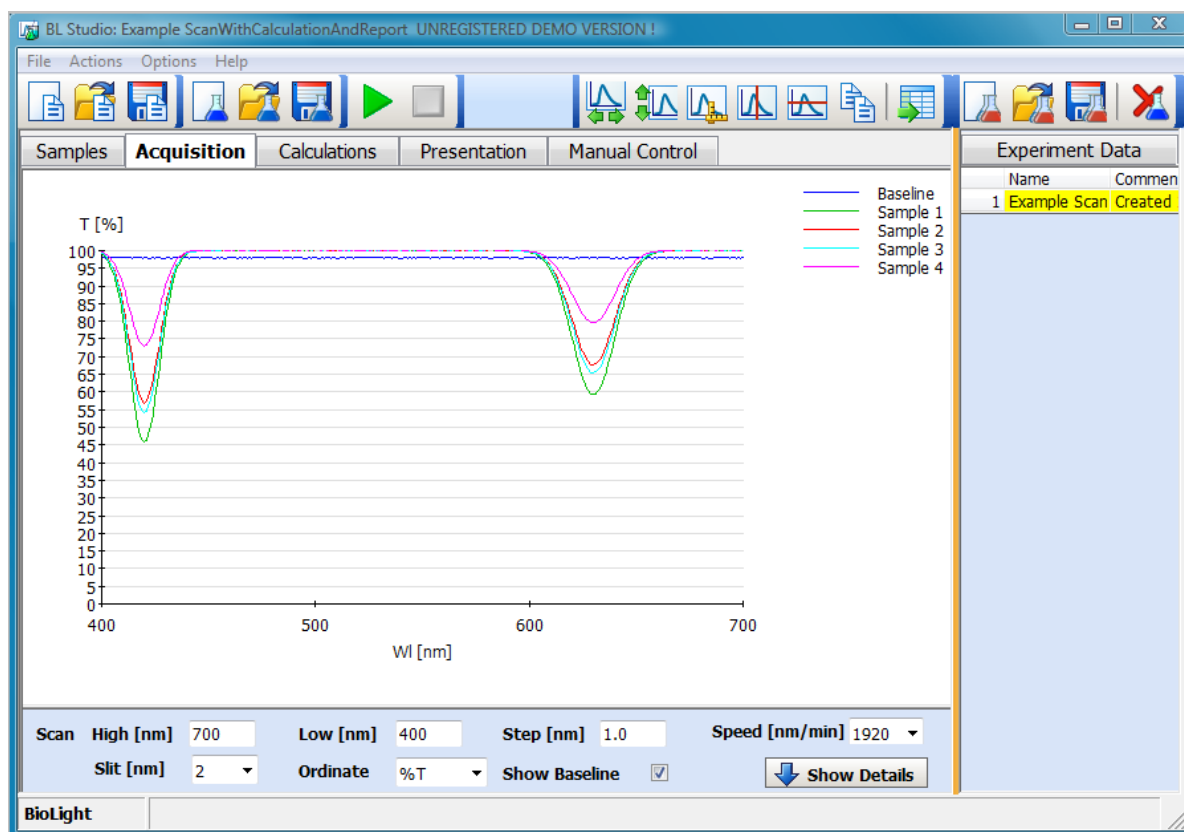 BL Studio: Example ScanWithCalculationAndReport UNREGISTERED DEMO VERSION !
File Actions Options Help
Samples Acquisition Calculations Presentation Manual Control
Experiment Data
Name Commen
1 Example Scan Created
Baseline
Sample 1
Sample 2
Sample 3
Sample 4
T [%]
100
95
90
85
80
75
70
65
60
55
50
45
40
35
30
25
20
15
10
5
0
400 500 600 700
Wl [nm]
Scan High [nm] 700 Low [nm] 400 Step [nm] 1.0 Speed [nm/min] 1920
Slit [nm] 2 Ordinate %T Show Baseline Show Details
BioLight